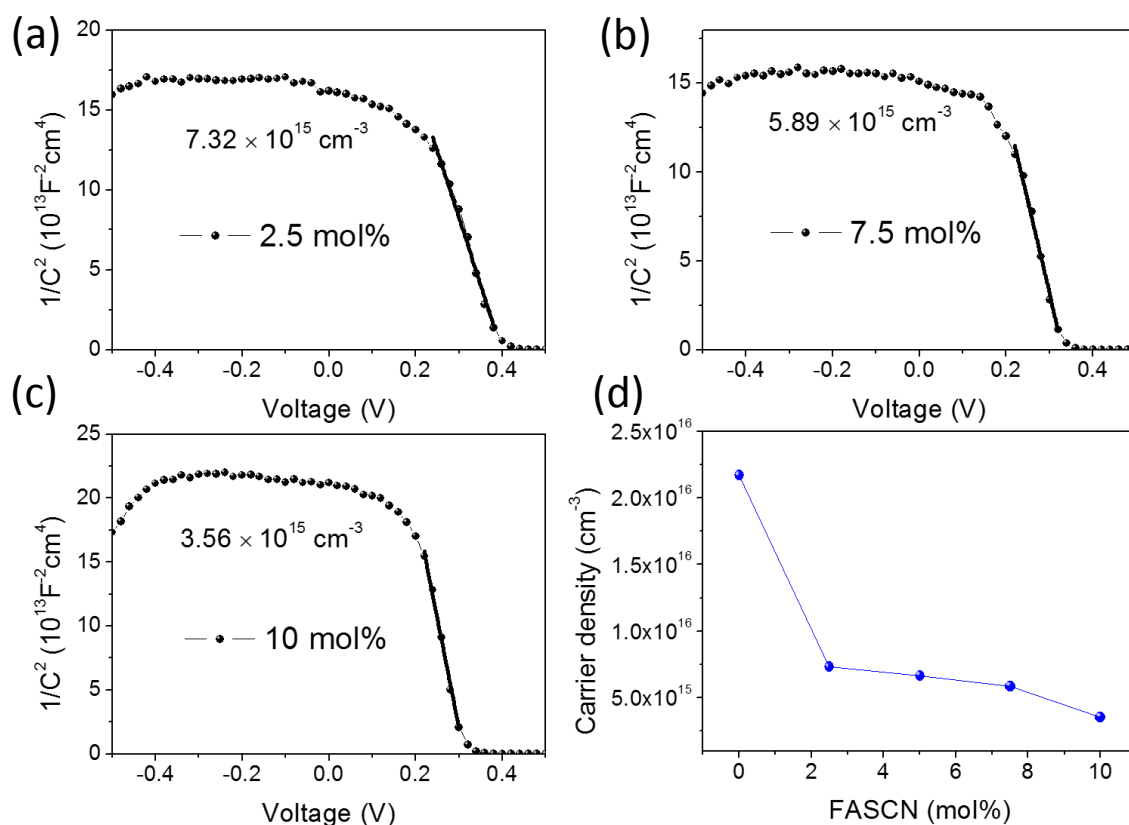 (a)
20
15
10
5
0
1/C² (10¹³F⁻²cm⁴)
7.32 × 10¹⁵ cm⁻³
2.5 mol%
-0.4 -0.2 0.0 0.2 0.4
Voltage (V)
(b)
15
10
5
0
1/C² (10¹³F⁻²cm⁴)
5.89 × 10¹⁵ cm⁻³
7.5 mol%
-0.4 -0.2 0.0 0.2 0.4
Voltage (V)
(c)
25
20
15
10
5
0
1/C² (10¹³F⁻²cm⁴)
3.56 × 10¹⁵ cm⁻³
10 mol%
-0.4 -0.2 0.0 0.2 0.4
Voltage (V)
(d)
2.5x10¹⁶
2.0x10¹⁶
1.5x10¹⁶
1.0x10¹⁶
5.0x10¹⁵
Carrier density (cm⁻³)
0 2 4 6 8 10
FASCN (mol%)